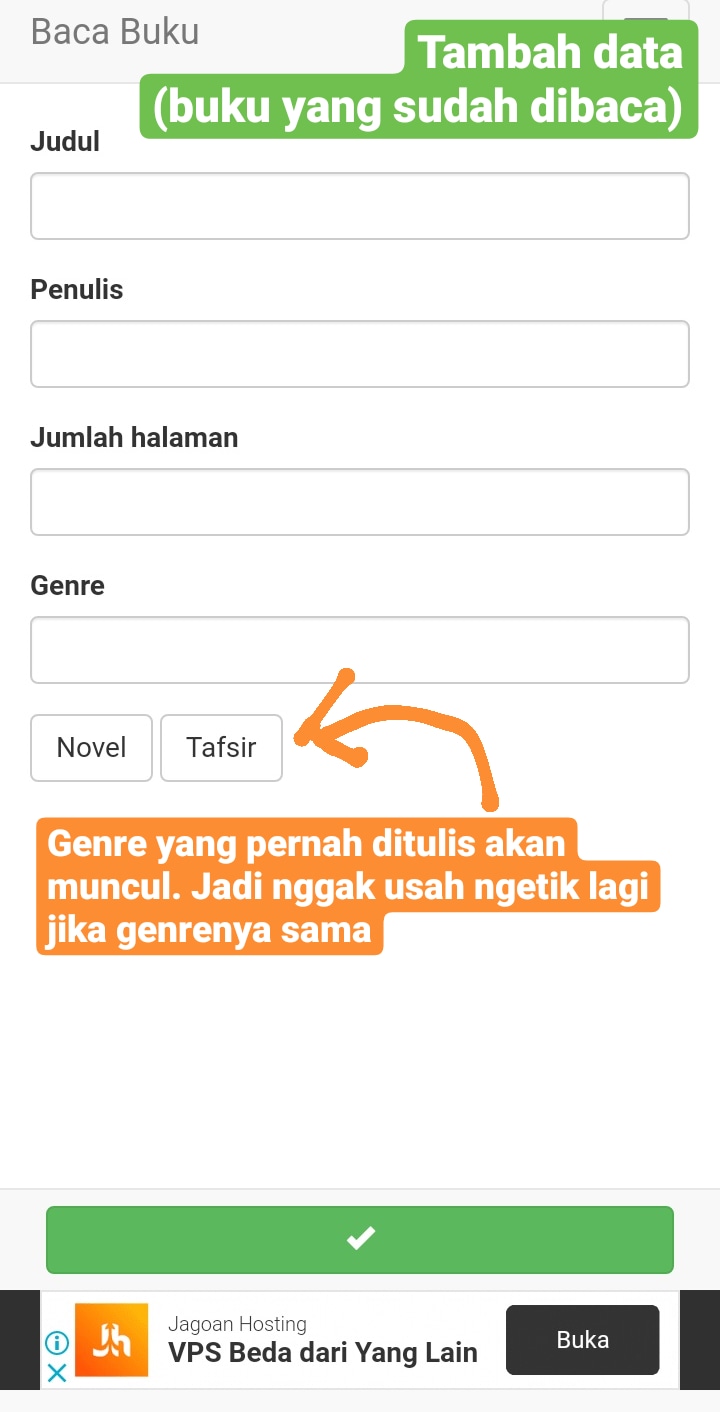 Baca Buku
Tambah data
(buku yang sudah dibaca)
Judul
Penulis
Jumlah halaman
Genre
Novel
Tafsir
Genre yang pernah ditulis akan
muncul. Jadi nggak usah ngetik lagi
jika genrenya sama
Jh
Jagoan Hosting
VPS Beda dari Yang Lain
Buka